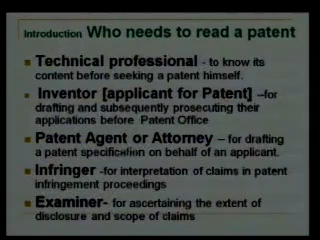 Introduction Who needs to read a patent
Technical professional - to know its
content before seeking a patent himself.
Inventor [applicant for Patent] –for
drafting and subsequently prosecuting their
applications before Patent Office
Patent Agent or Attorney – for drafting
a patent specification on behalf of an applicant.
Infringer -for interpretation of claims in patent
infringement proceedings
Examiner- for ascertaining the extent of
disclosure and scope of claims